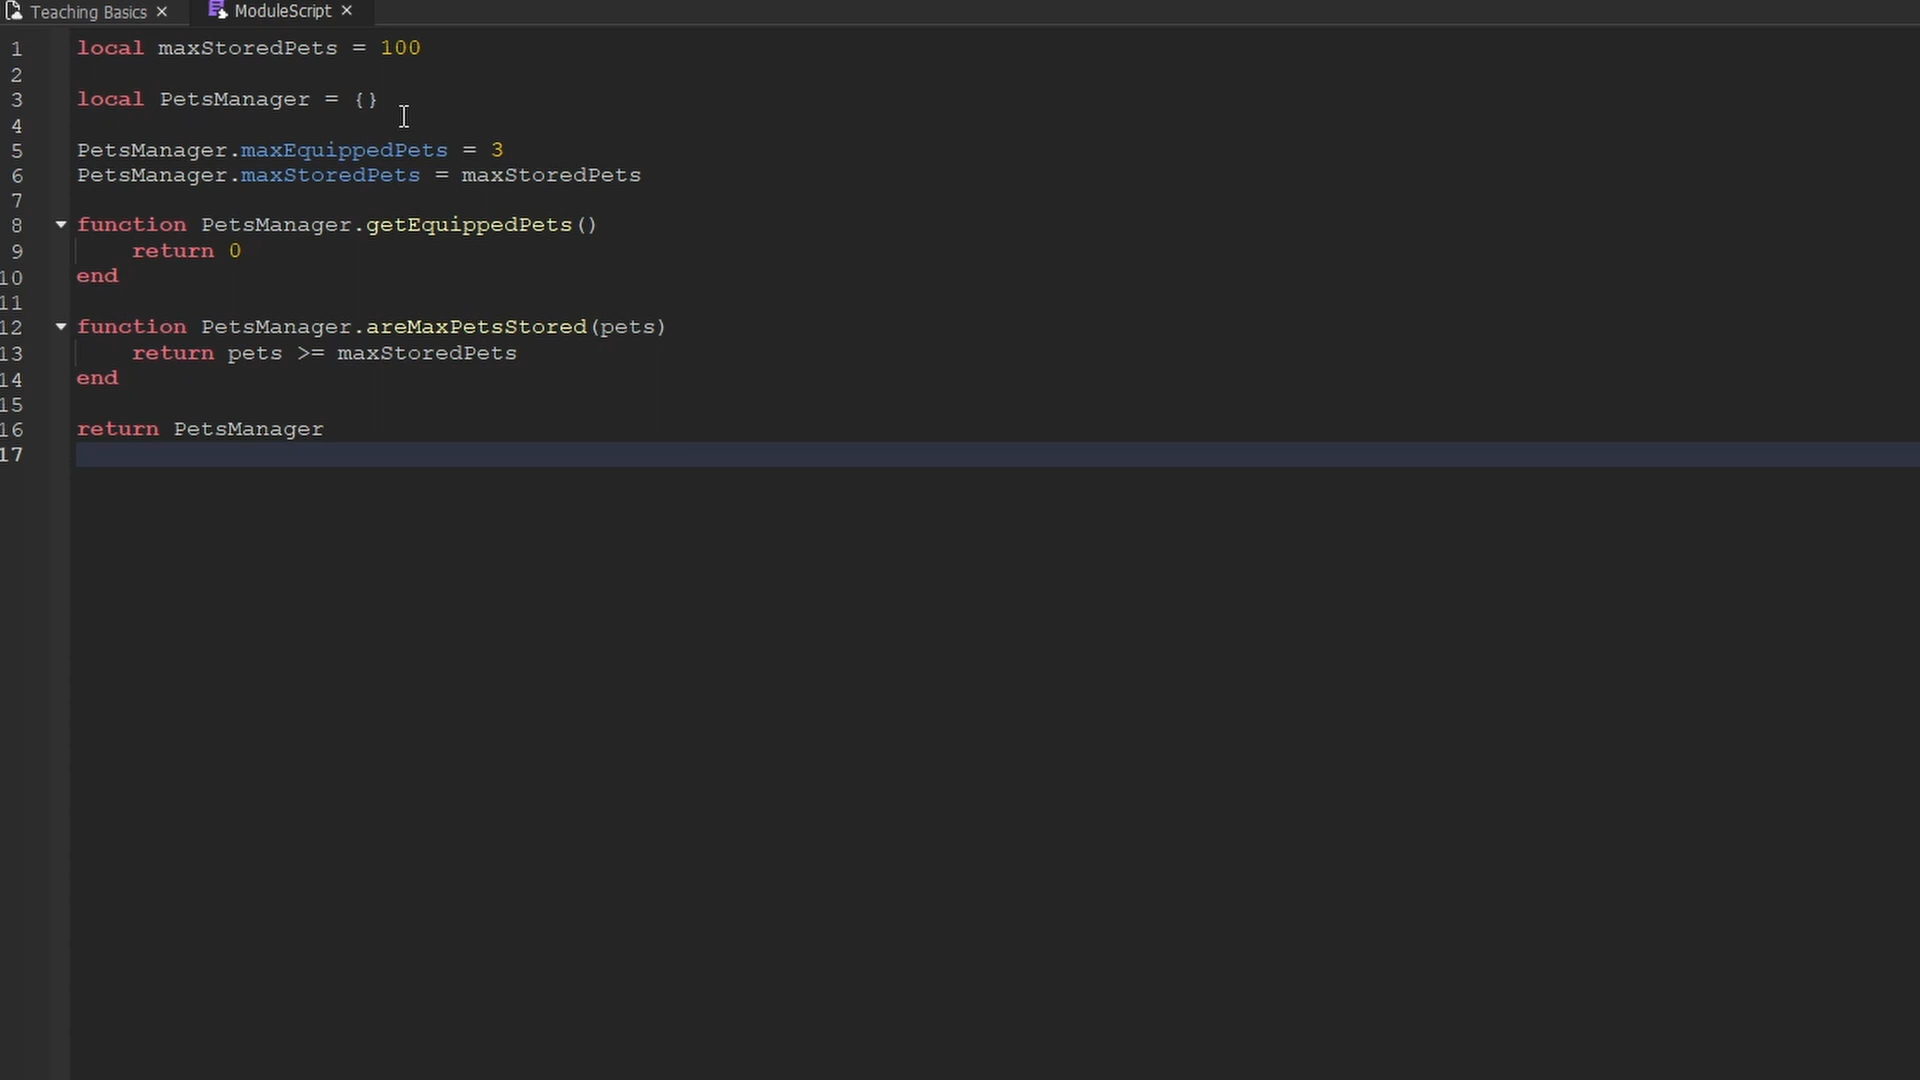 Teaching Basics × ModuleScript ×
1 local maxStoredPets = 100
2
3 local PetsManager = {}
4
5 PetsManager.maxEquippedPets = 3
6 PetsManager.maxStoredPets = maxStoredPets
7
8 function PetsManager.getEquippedPets()
9 return 0
10 end
11
12 function PetsManager.areMaxPetsStored(pets)
13 return pets >= maxStoredPets
14 end
15
16 return PetsManager
17